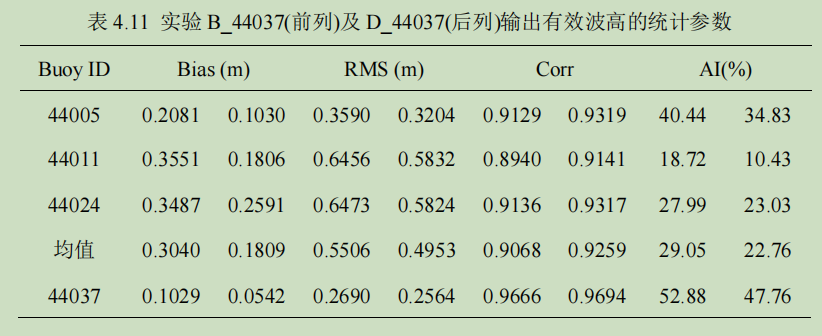 表 4.11 实验 B_44037(前列)及 D_44037(后列)输出有效波高的统计参数
Buoy ID Bias (m) RMS (m) Corr AI(%)
44005 0.2081 0.1030 0.3590 0.3204 0.9129 0.9319 40.44 34.83
44011 0.3551 0.1806 0.6456 0.5832 0.8940 0.9141 18.72 10.43
44024 0.3487 0.2591 0.6473 0.5824 0.9136 0.9317 27.99 23.03
均值 0.3040 0.1809 0.5506 0.4953 0.9068 0.9259 29.05 22.76
44037 0.1029 0.0542 0.2690 0.2564 0.9666 0.9694 52.88 47.76